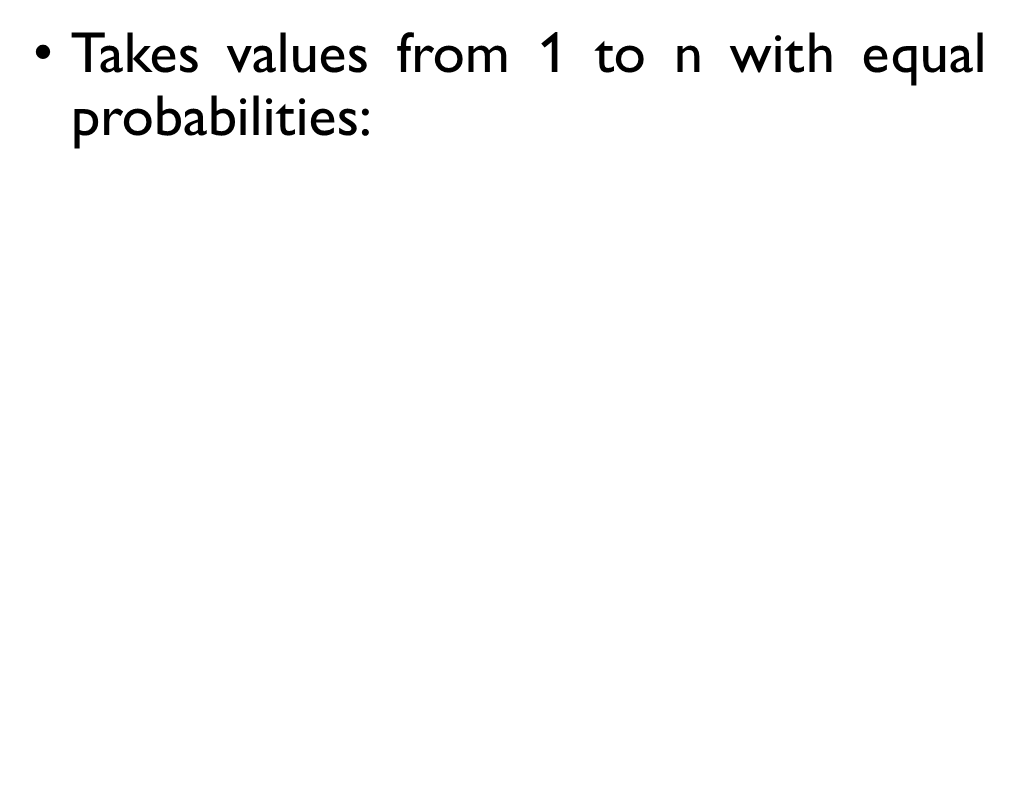 • Takes values from 1 to n with equal
probabilities: